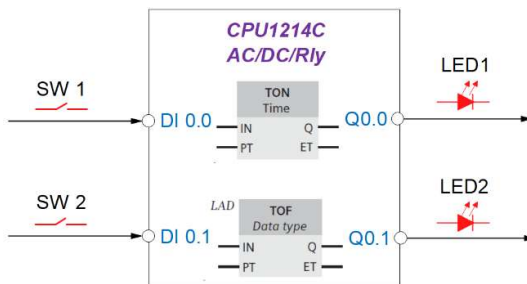 CPU1214C
AC/DC/Rly
SW 1
LED1
DI 0.0
TON
Time
IN
Q
PT
ET
Q0.0
SW 2
LED2
DI 0.1
LAD
TOF
Data type
IN
Q
PT
ET
Q0.1